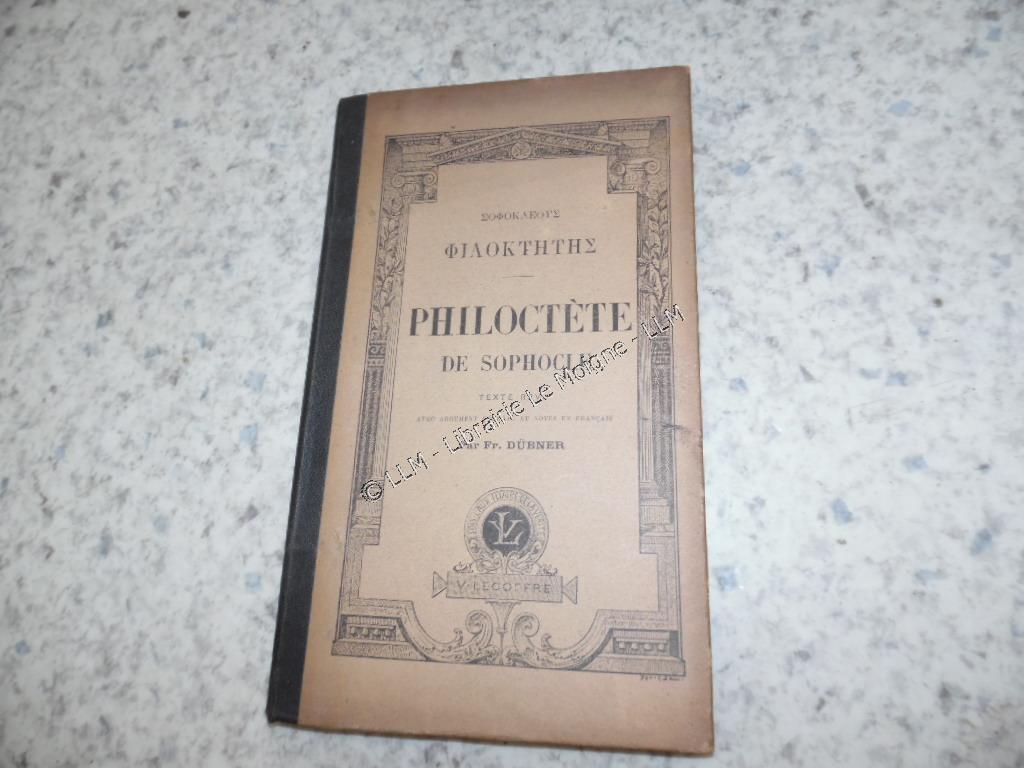 ΣΟΦΟΚΛΕΟΥΣ
ΦΙΛΟΚΤΗΤΗΣ
PHILOCTÈTE
DE SOPHOCLE
TEXTE
AVEC ARGUMENT ET NOTES EN FRANÇAIS
Par Fr. DÜBNER
VL
V. LECOFFRE
© LLM - Librairie Le Moigne - LLM